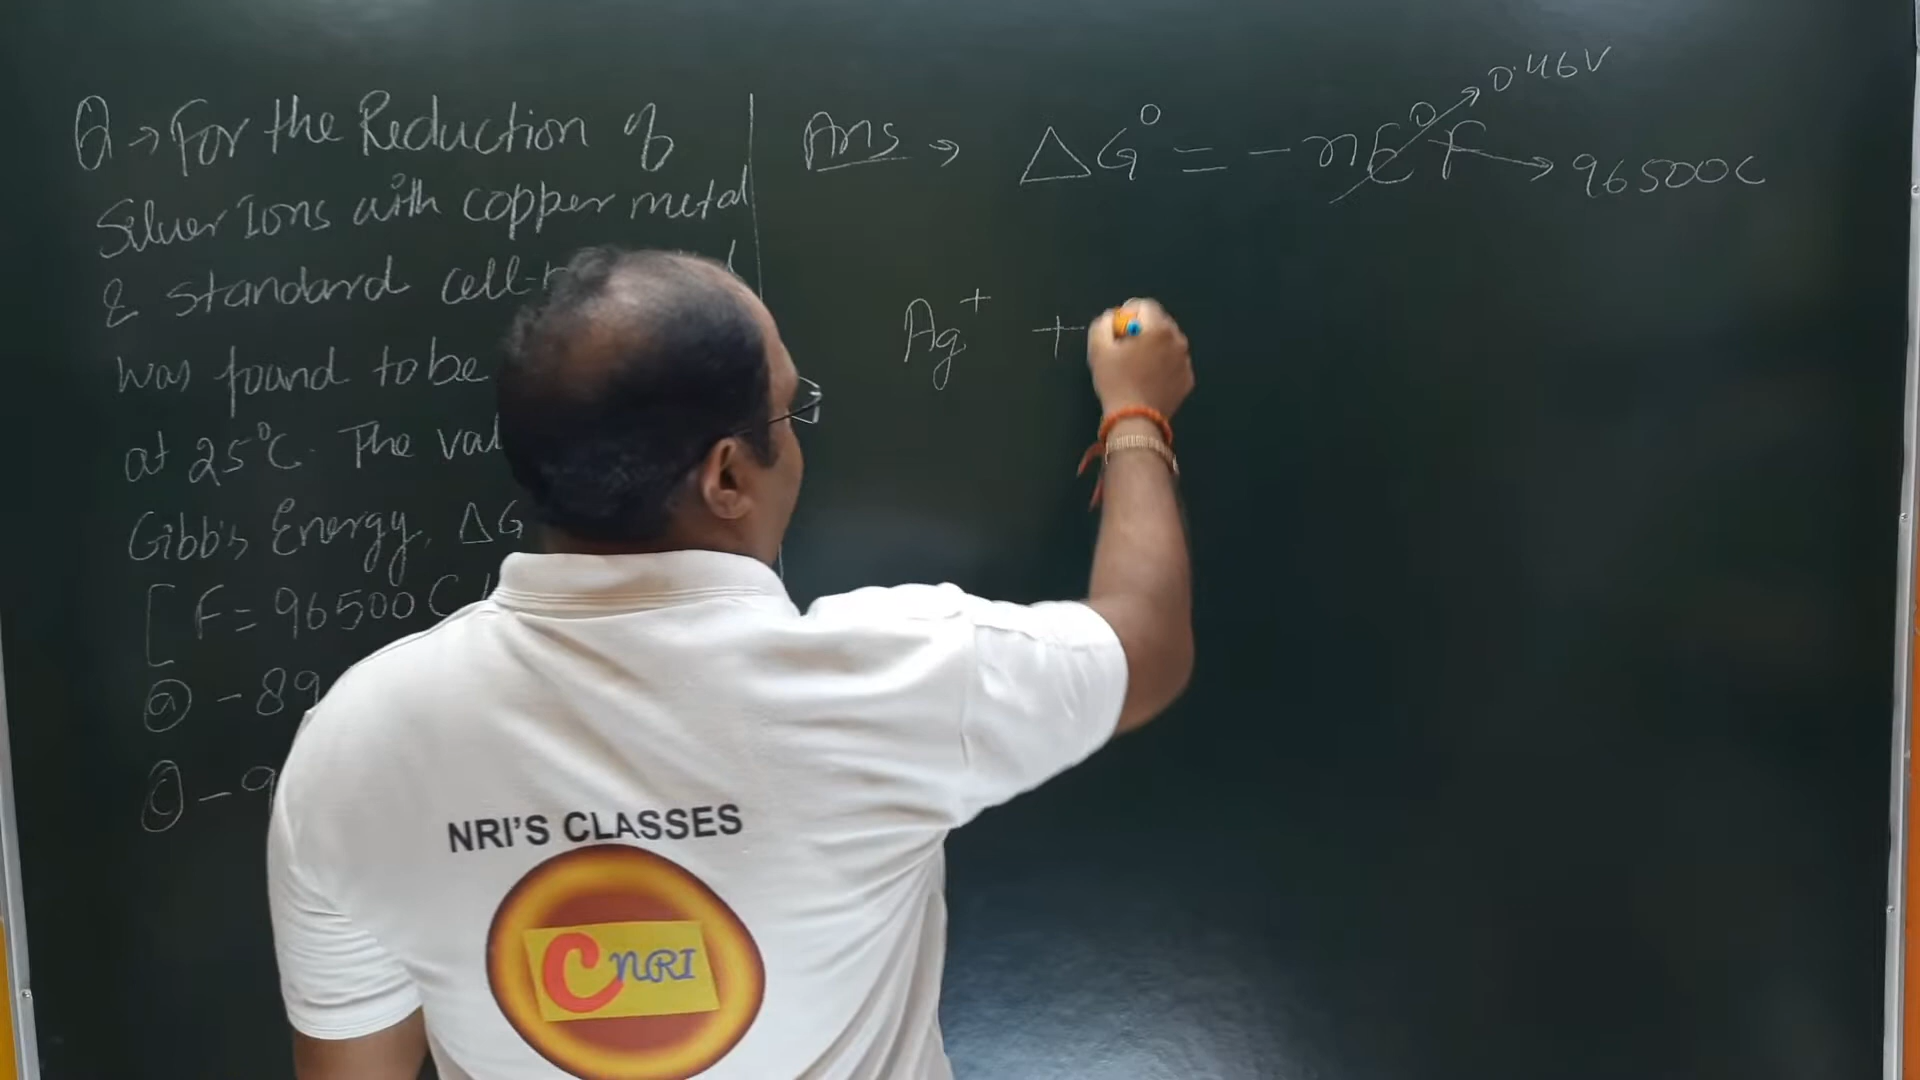 Q → For the Reduction of
Silver Ions with copper metal
& standard cell
was found to be
at 25°C. The
Gibb's Energy, ΔG
[ F = 96500 C
ⓐ - 89
ⓒ - 9
Ans → ΔG° = - nE°F
0.46V
96500C
Ag⁺ +
NRI'S CLASSES
C NRI